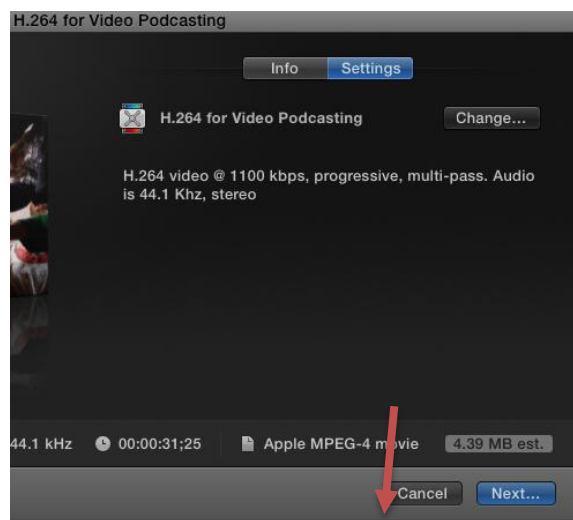 H.264 for Video Podcasting
Info Settings
H.264 for Video Podcasting Change...
H.264 video @ 1100 kbps, progressive, multi-pass. Audio
is 44.1 Khz, stereo
44.1 kHz 00:00:31;25 Apple MPEG-4 movie 4.39 MB est.
Cancel Next...